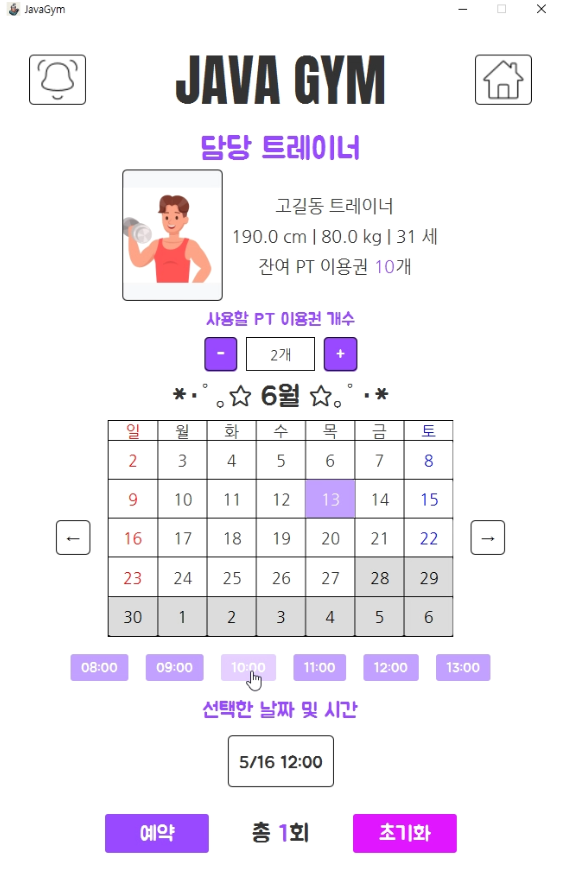 JavaGym
JAVA GYM
담당 트레이너
고길동 트레이너
190.0 cm | 80.0 kg | 31 세
잔여 PT 이용권 10개
사용할 PT 이용권 개수
- 2개 +
*･ﾟ｡☆ 6월 ☆｡ﾟ･*
일 월 화 수 목 금 토
2 3 4 5 6 7 8
9 10 11 12 13 14 15
← 16 17 18 19 20 21 22 →
23 24 25 26 27 28 29
30 1 2 3 4 5 6
08:00 09:00 10:00 11:00 12:00 13:00
선택한 날짜 및 시간
5/16 12:00
예약 총 1회 초기화